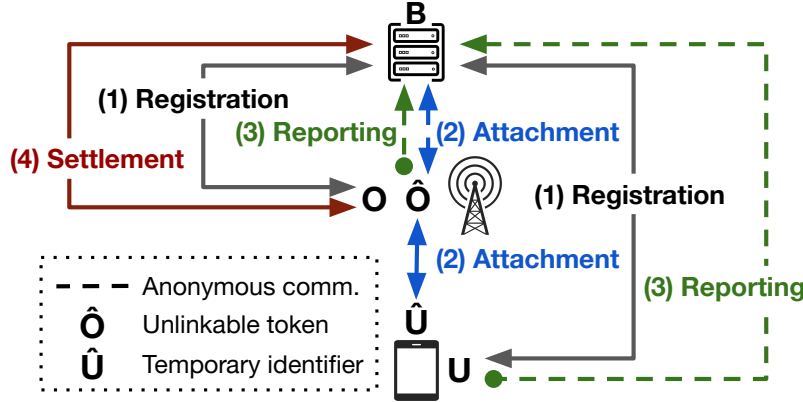 B
(1) Registration
(3) Reporting
(2) Attachment
(4) Settlement
O Ô
(1) Registration
(2) Attachment
(3) Reporting
Anonymous comm.
Ô Unlinkable token
Û Temporary identifier
Û
U